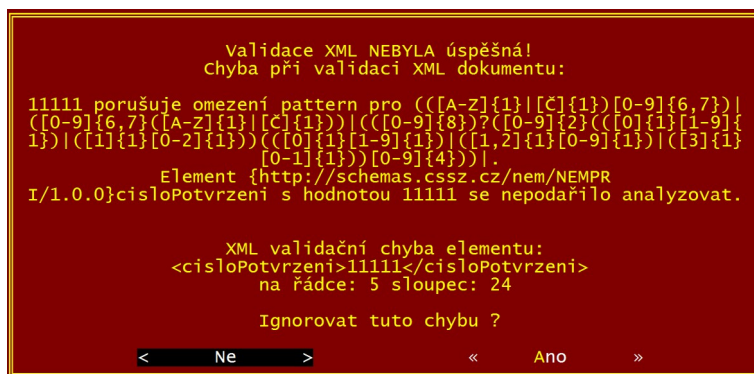 Validace XML NEBYLA úspěšná!
Chyba při validaci XML dokumentu:
11111 porušuje omezení pattern pro (([A-Z]{1}|[Č]{1})[0-9]{6,7})|
([0-9]{6,7}([A-Z]{1}|[Č]{1}))|(([0-9]{8})?([0-9]{2}(([0]{1}[1-9]{
1})|([1]{1}[0-2]{1}))(([0]{1}[1-9]{1})|([1,2]{1}[0-9]{1})|([3]{1}
[0-1]{1}))[0-9]{4}))|.
Element {http://schemas.cssz.cz/nem/NEMPR
I/1.0.0}cisloPotvrzeni s hodnotou 11111 se nepodařilo analyzovat.
XML validační chyba elementu:
<cisloPotvrzeni>11111</cisloPotvrzeni>
na řádce: 5 sloupec: 24
Ignorovat tuto chybu ?
< Ne > « Ano »